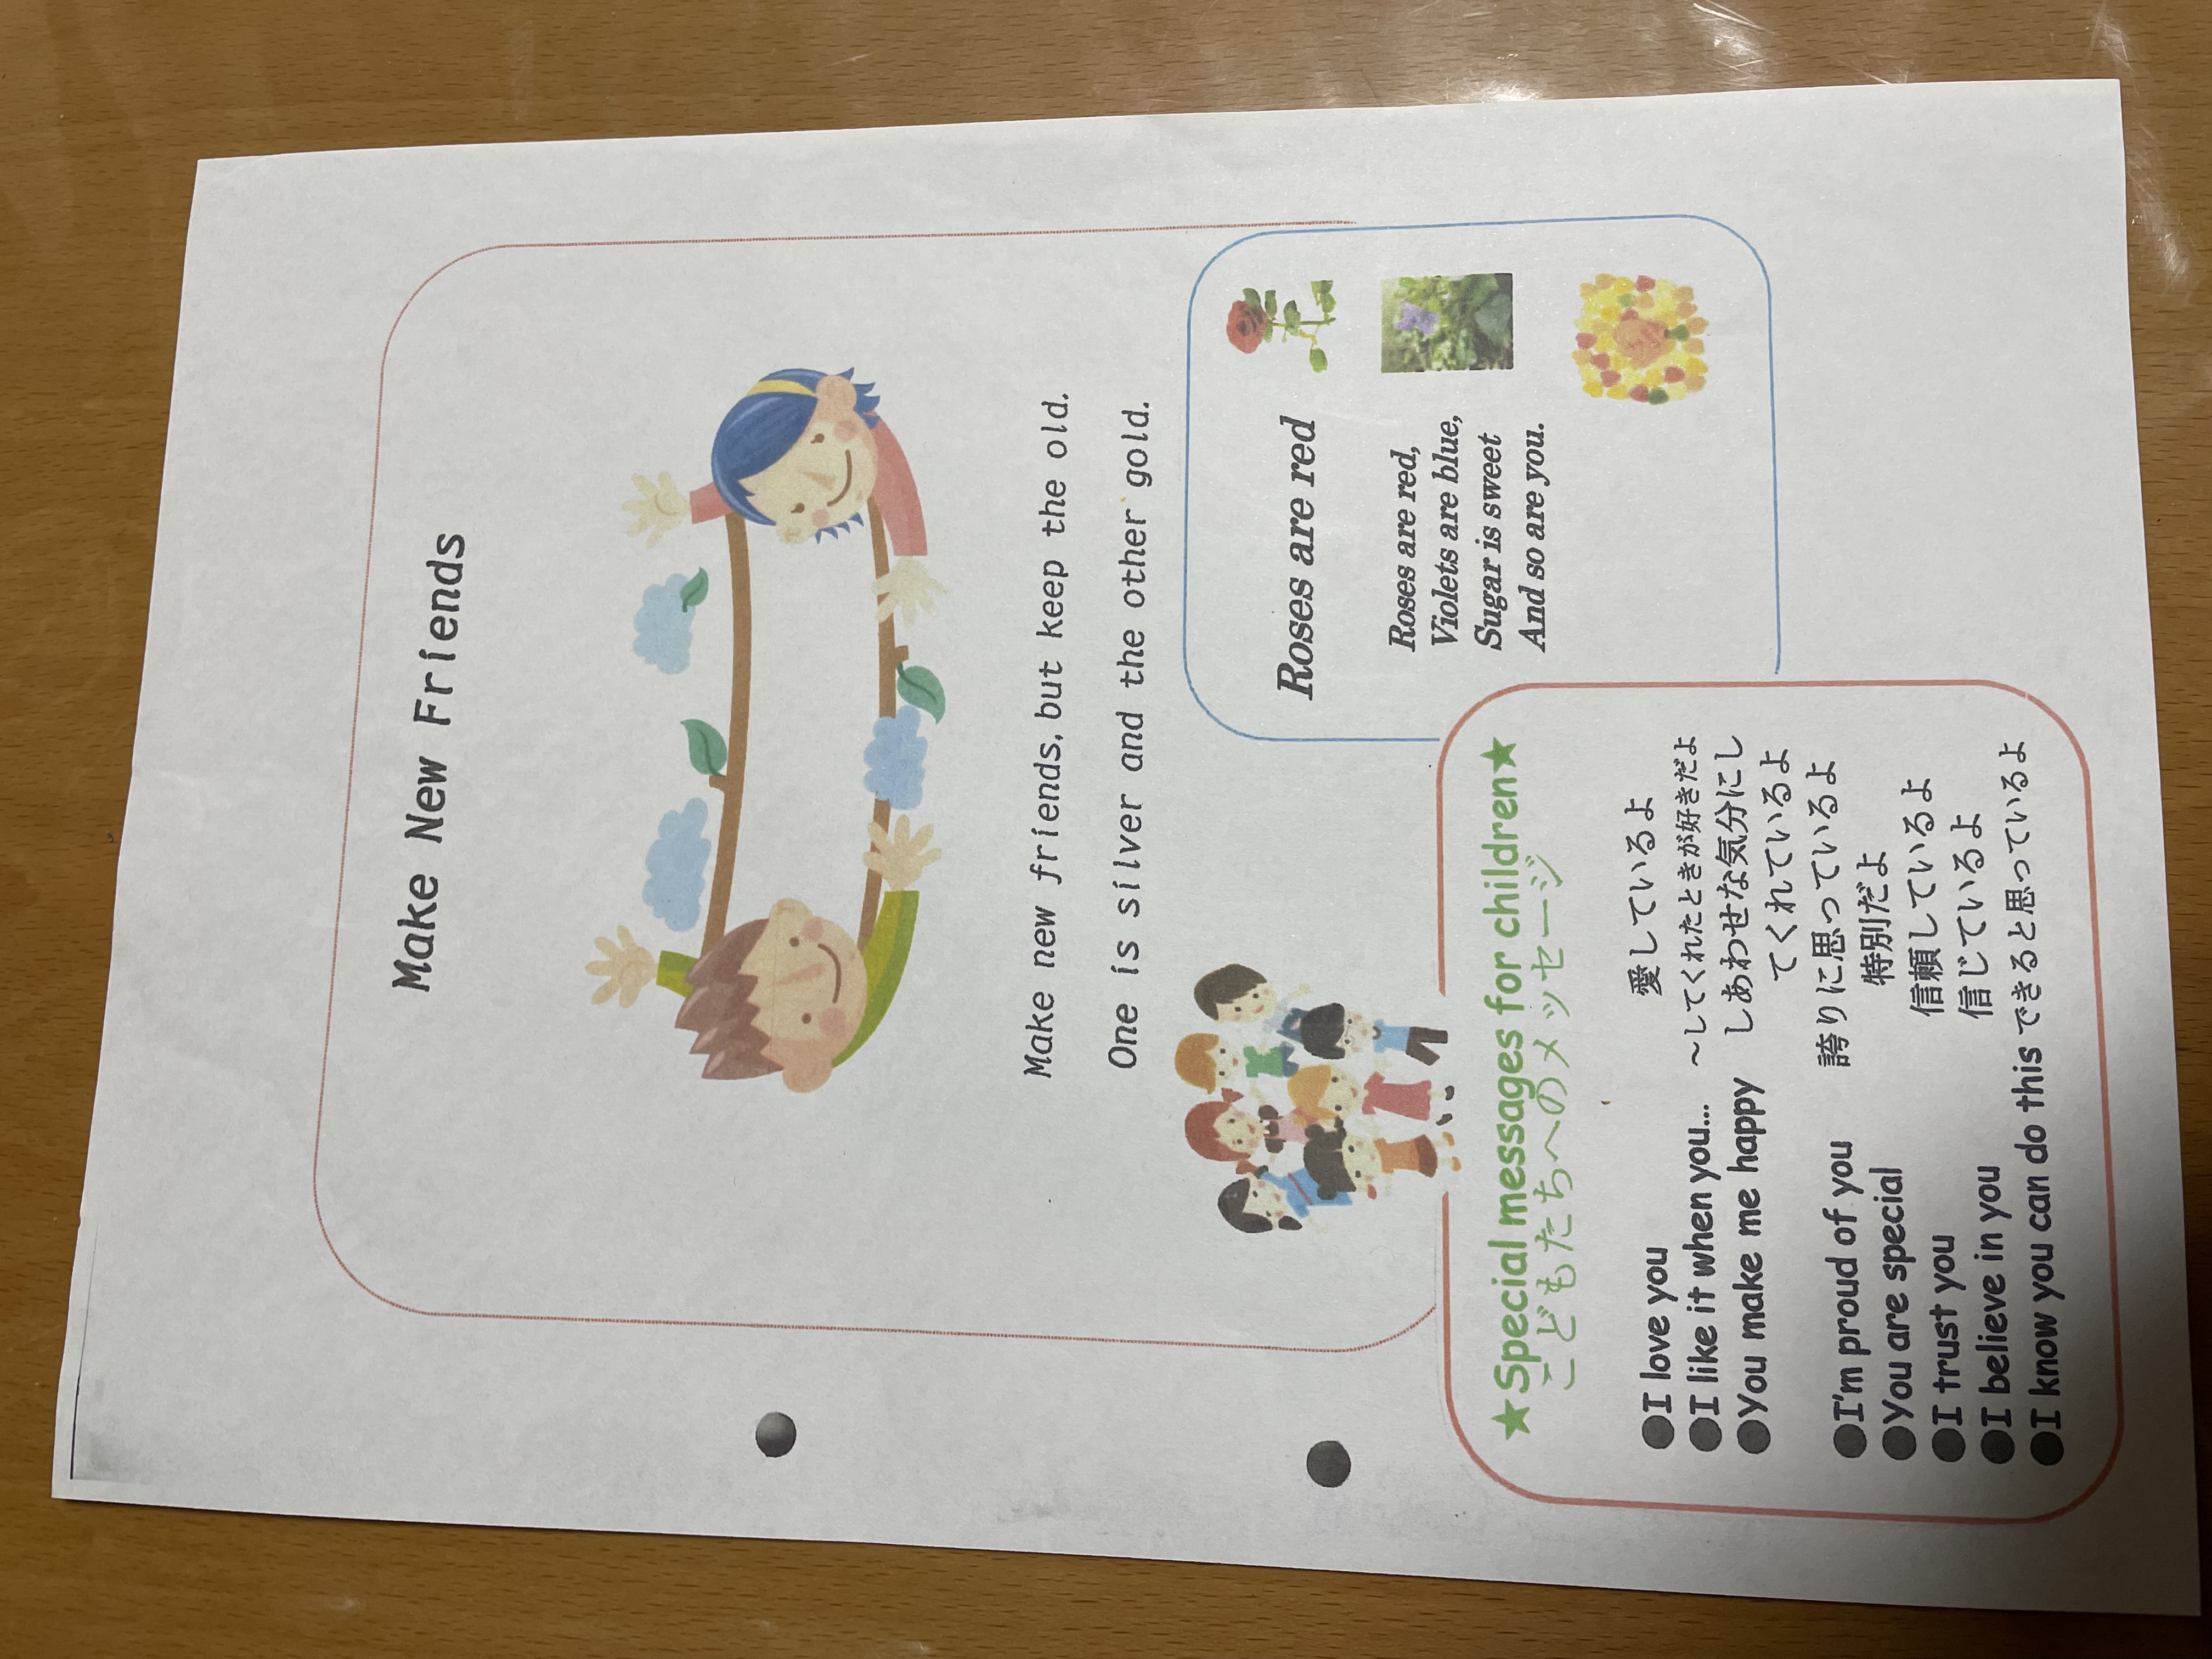 Make New Friends
Make new friends, but keep the old.
One is silver and the other gold.
Roses are red
Roses are red,
Violets are blue,
Sugar is sweet
And so are you.
★Special messages for children★
こどもたちへのメッセージ
●I love you 愛しているよ
●I like it when you... ～してくれたときが好きだよ
●You make me happy しあわせな気分にし
てくれているよ
●I'm proud of you 誇りに思っているよ
●You are special 特別だよ
●I trust you 信頼しているよ
●I believe in you 信じているよ
●I know you can do this できると思っているよ